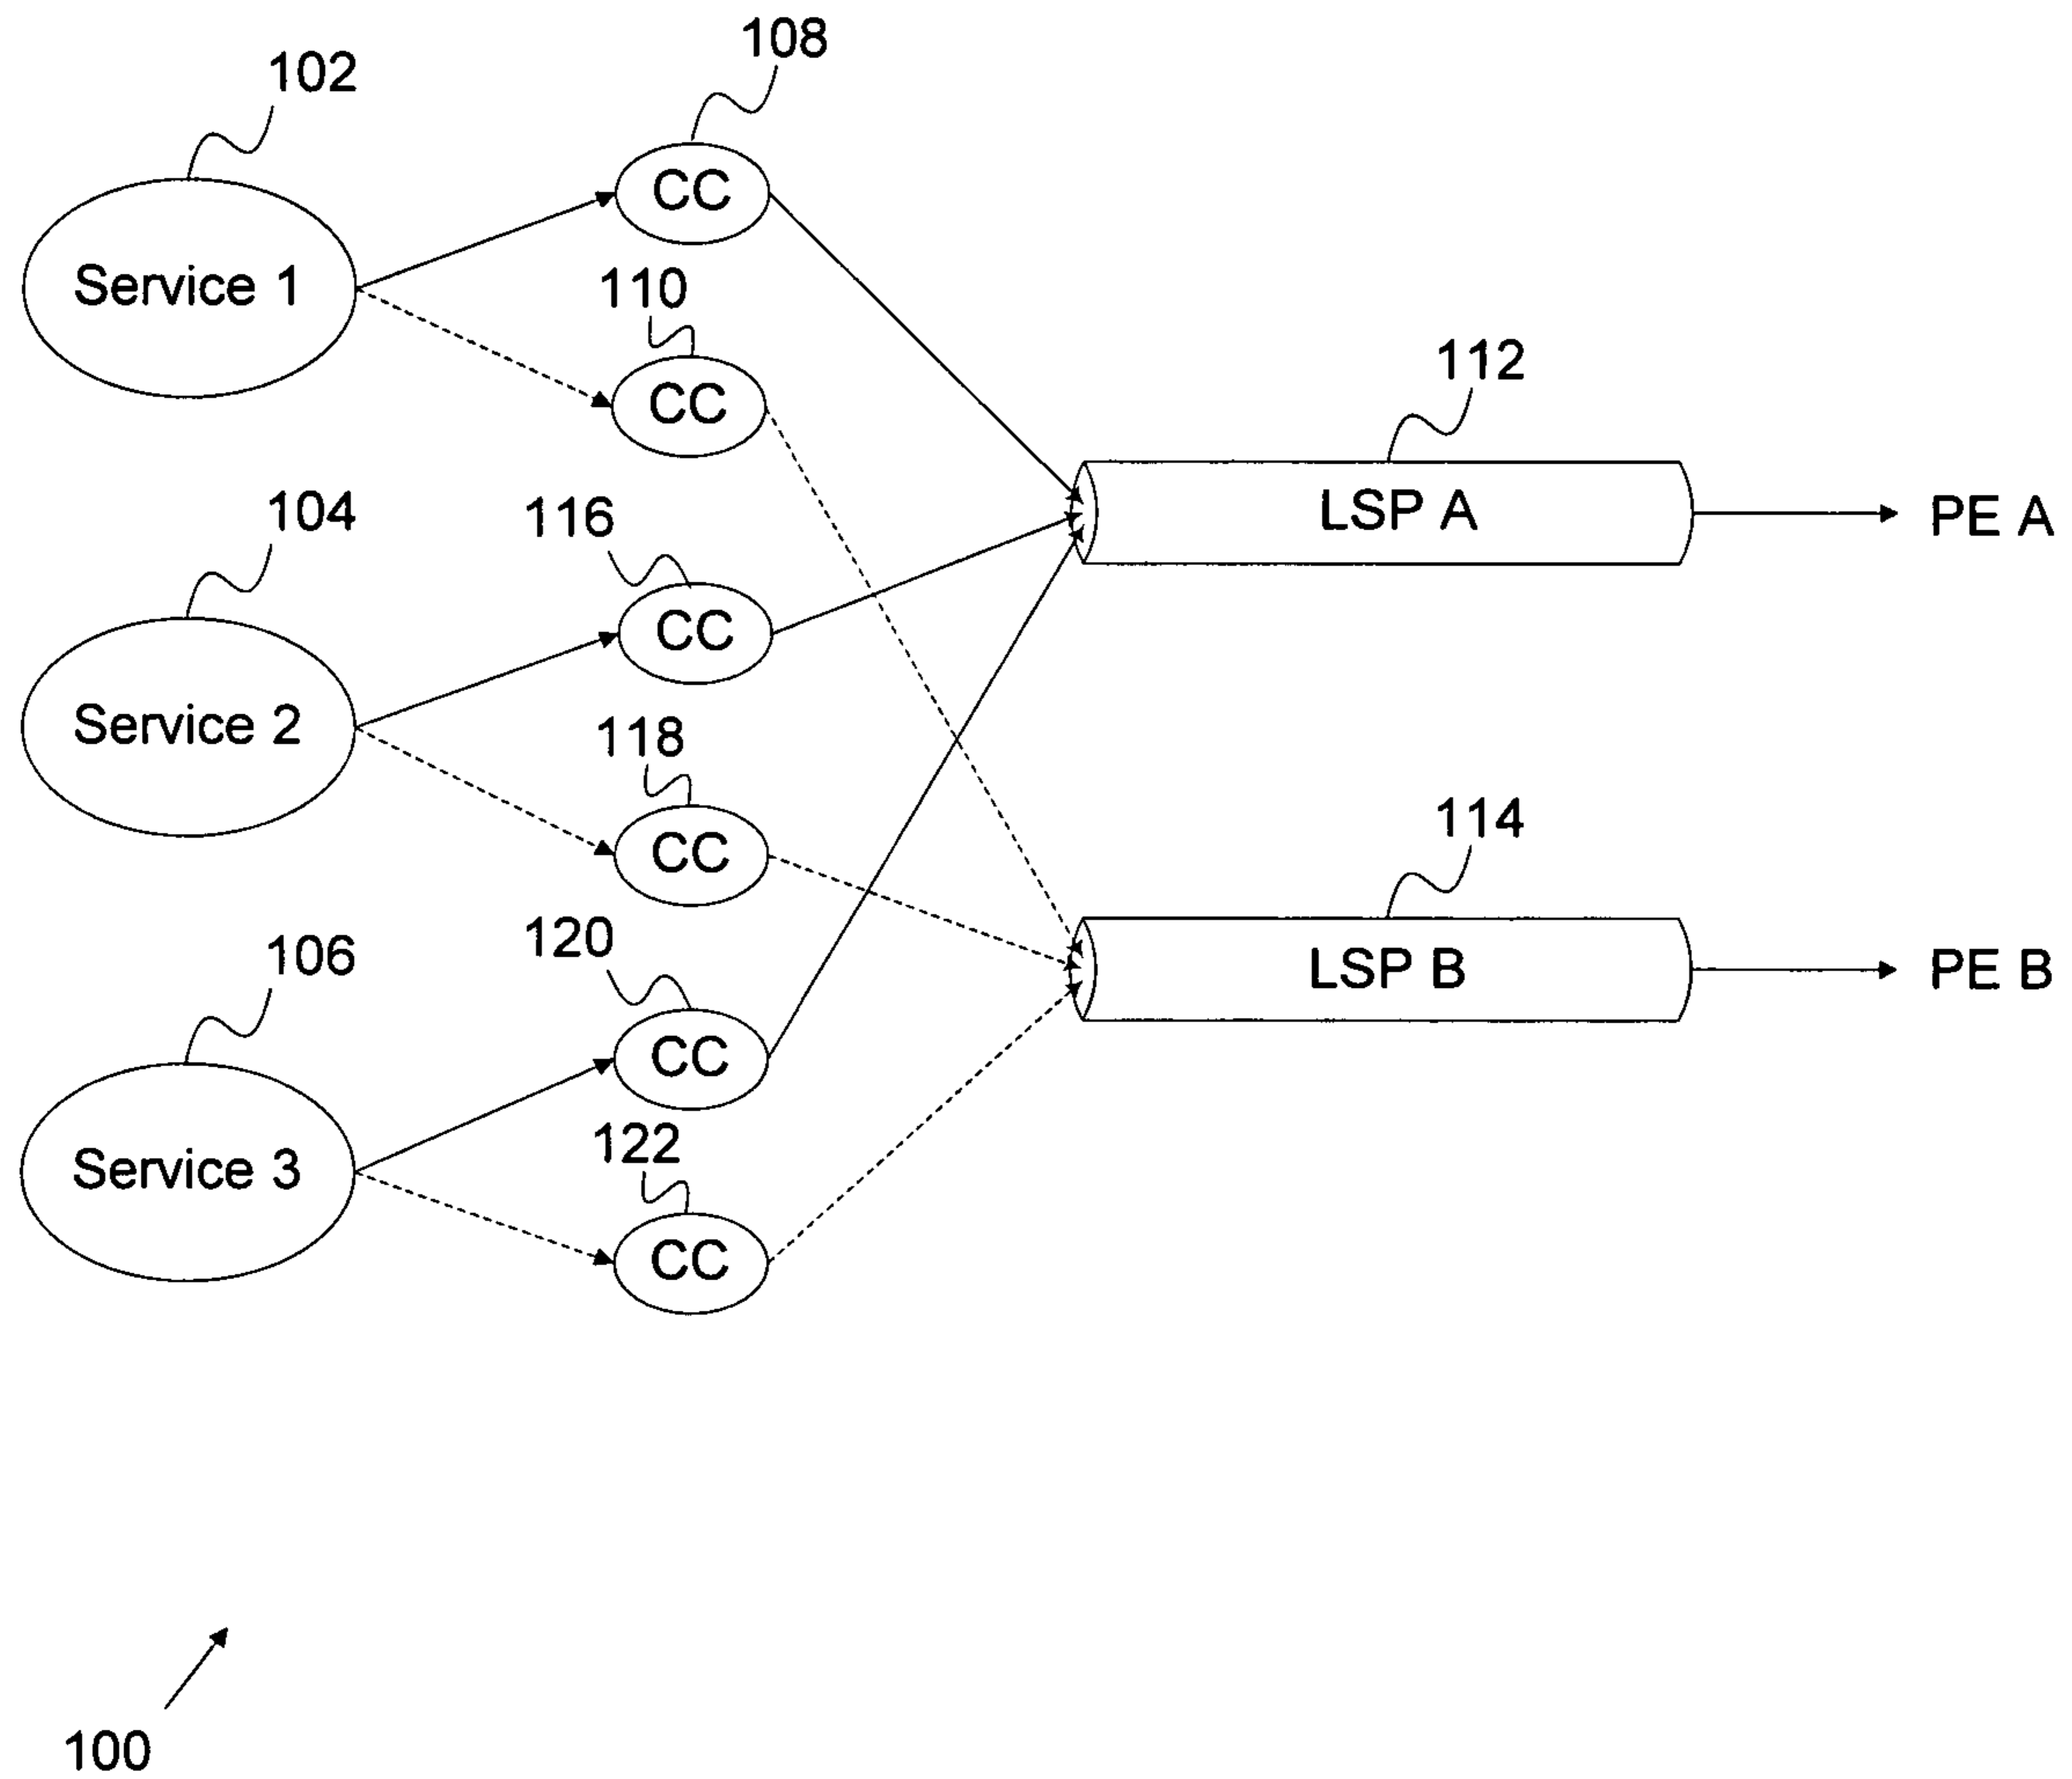 108
102
CC
Service 1
110
CC
112
104
116
LSP A
PE A
CC
Service 2
118
114
CC
120
106
LSP B
PE B
CC
122
Service 3
CC
100